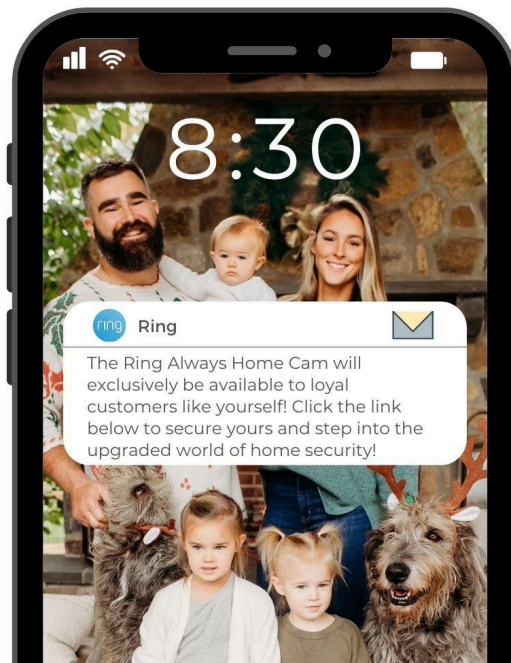 8:30
ring Ring
The Ring Always Home Cam will
exclusively be available to loyal
customers like yourself! Click the link
below to secure yours and step into the
upgraded world of home security!